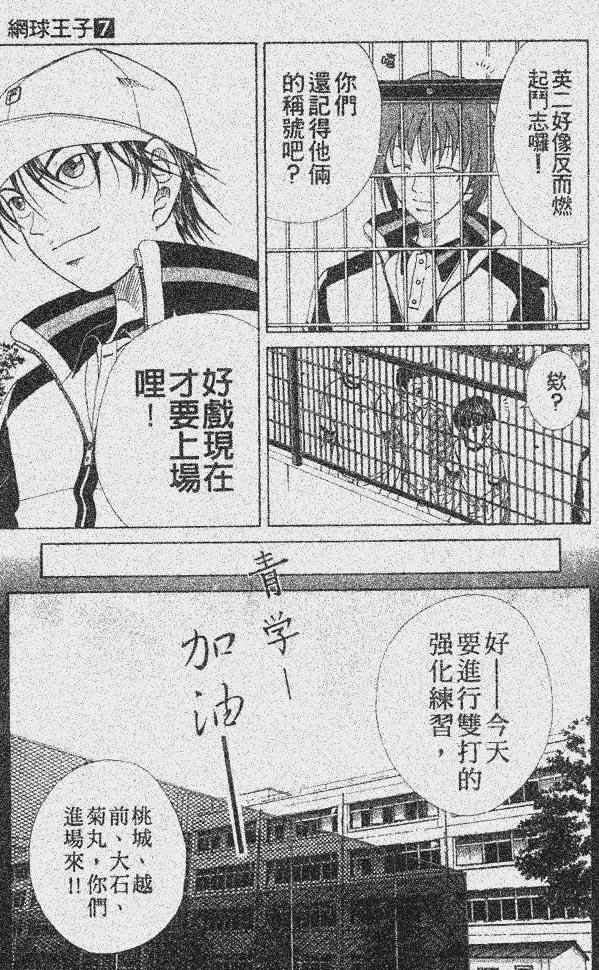 網球王子7
英二好像反而燃
起鬥志囉！
嘻
你們
還記得他倆
的稱號吧？
欸？
好戲現在
才要上場
哩！
青学—
加油——
好——今天
要進行雙打的
强化練習，
桃城、越
前、大石、
菊丸，你們
進場來!!